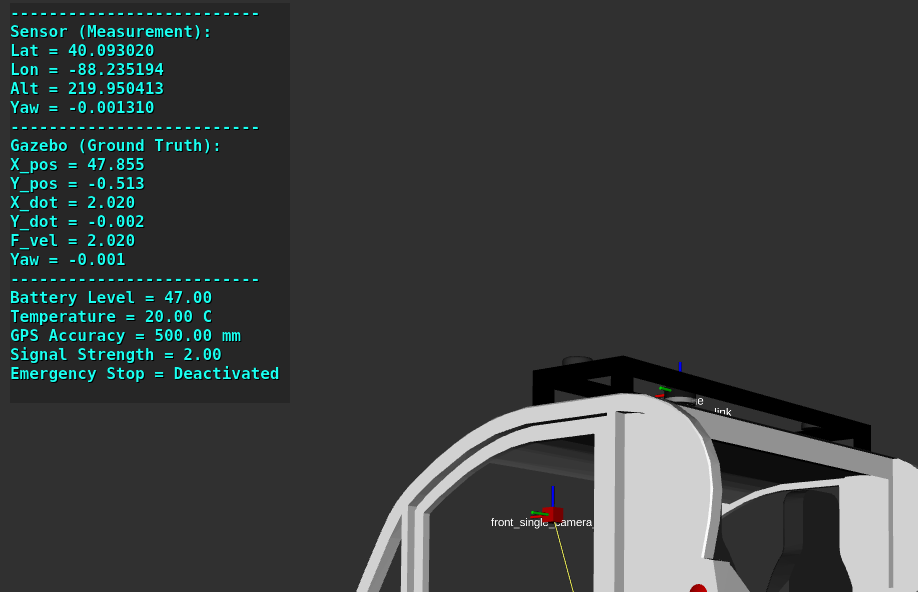 --------------------------
Sensor (Measurement):
Lat = 40.093020
Lon = -88.235194
Alt = 219.950413
Yaw = -0.001310
--------------------------
Gazebo (Ground Truth):
X_pos = 47.855
Y_pos = -0.513
X_dot = 2.020
Y_dot = -0.002
F_vel = 2.020
Yaw = -0.001
--------------------------
Battery Level = 47.00
Temperature = 20.00 C
GPS Accuracy = 500.00 mm
Signal Strength = 2.00
Emergency Stop = Deactivated
link
front_single_camera_